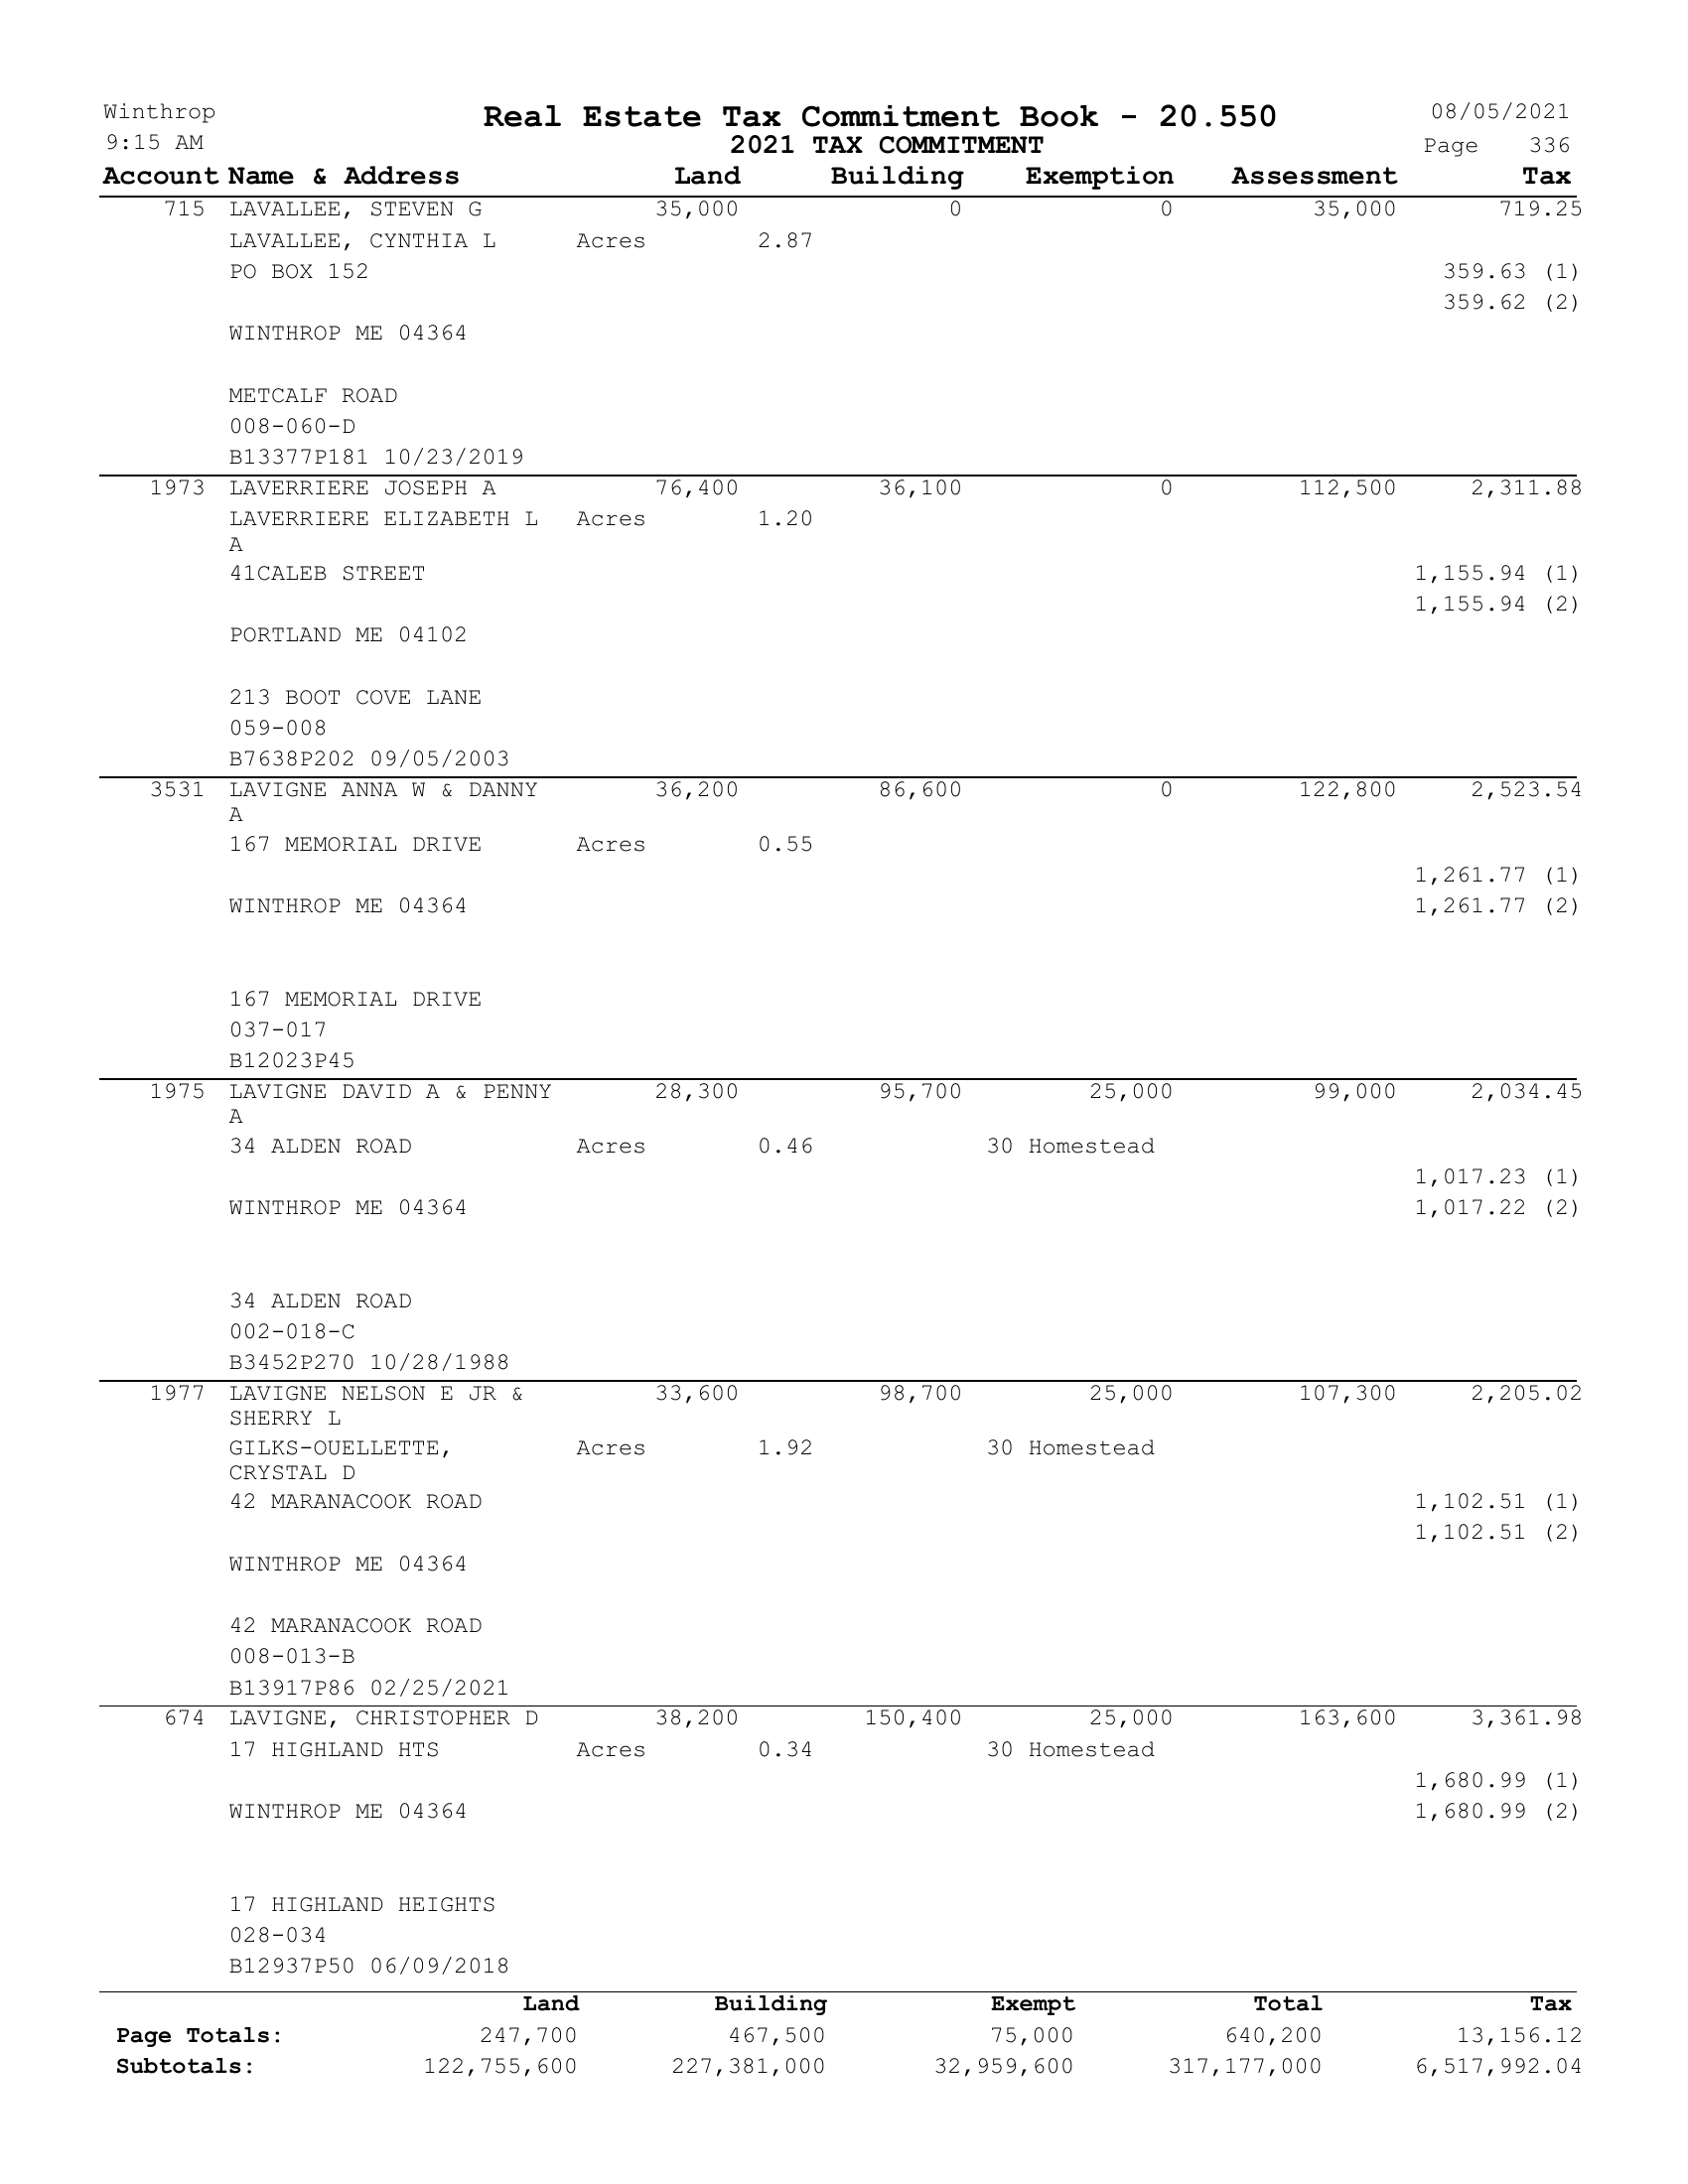 Winthrop Real Estate Tax Commitment Book - 20.550 08/05/2021
9:15 AM 2021 TAX COMMITMENT Page 336
Account Name & Address Land Building Exemption Assessment Tax
715 LAVALLEE, STEVEN G 35,000 0 0 35,000 719.25
LAVALLEE, CYNTHIA L Acres 2.87
PO BOX 152 359.63 (1)
359.62 (2)
WINTHROP ME 04364
METCALF ROAD
008-060-D
B13377P181 10/23/2019
1973 LAVERRIERE JOSEPH A 76,400 36,100 0 112,500 2,311.88
LAVERRIERE ELIZABETH L Acres 1.20
A
41CALEB STREET 1,155.94 (1)
1,155.94 (2)
PORTLAND ME 04102
213 BOOT COVE LANE
059-008
B7638P202 09/05/2003
3531 LAVIGNE ANNA W & DANNY 36,200 86,600 0 122,800 2,523.54
A
167 MEMORIAL DRIVE Acres 0.55
1,261.77 (1)
WINTHROP ME 04364 1,261.77 (2)
167 MEMORIAL DRIVE
037-017
B12023P45
1975 LAVIGNE DAVID A & PENNY 28,300 95,700 25,000 99,000 2,034.45
A
34 ALDEN ROAD Acres 0.46 30 Homestead
1,017.23 (1)
WINTHROP ME 04364 1,017.22 (2)
34 ALDEN ROAD
002-018-C
B3452P270 10/28/1988
1977 LAVIGNE NELSON E JR & 33,600 98,700 25,000 107,300 2,205.02
SHERRY L
GILKS-OUELLETTE, Acres 1.92 30 Homestead
CRYSTAL D
42 MARANACOOK ROAD 1,102.51 (1)
1,102.51 (2)
WINTHROP ME 04364
42 MARANACOOK ROAD
008-013-B
B13917P86 02/25/2021
674 LAVIGNE, CHRISTOPHER D 38,200 150,400 25,000 163,600 3,361.98
17 HIGHLAND HTS Acres 0.34 30 Homestead
1,680.99 (1)
WINTHROP ME 04364 1,680.99 (2)
17 HIGHLAND HEIGHTS
028-034
B12937P50 06/09/2018
Land Building Exempt Total Tax
Page Totals: 247,700 467,500 75,000 640,200 13,156.12
Subtotals: 122,755,600 227,381,000 32,959,600 317,177,000 6,517,992.04